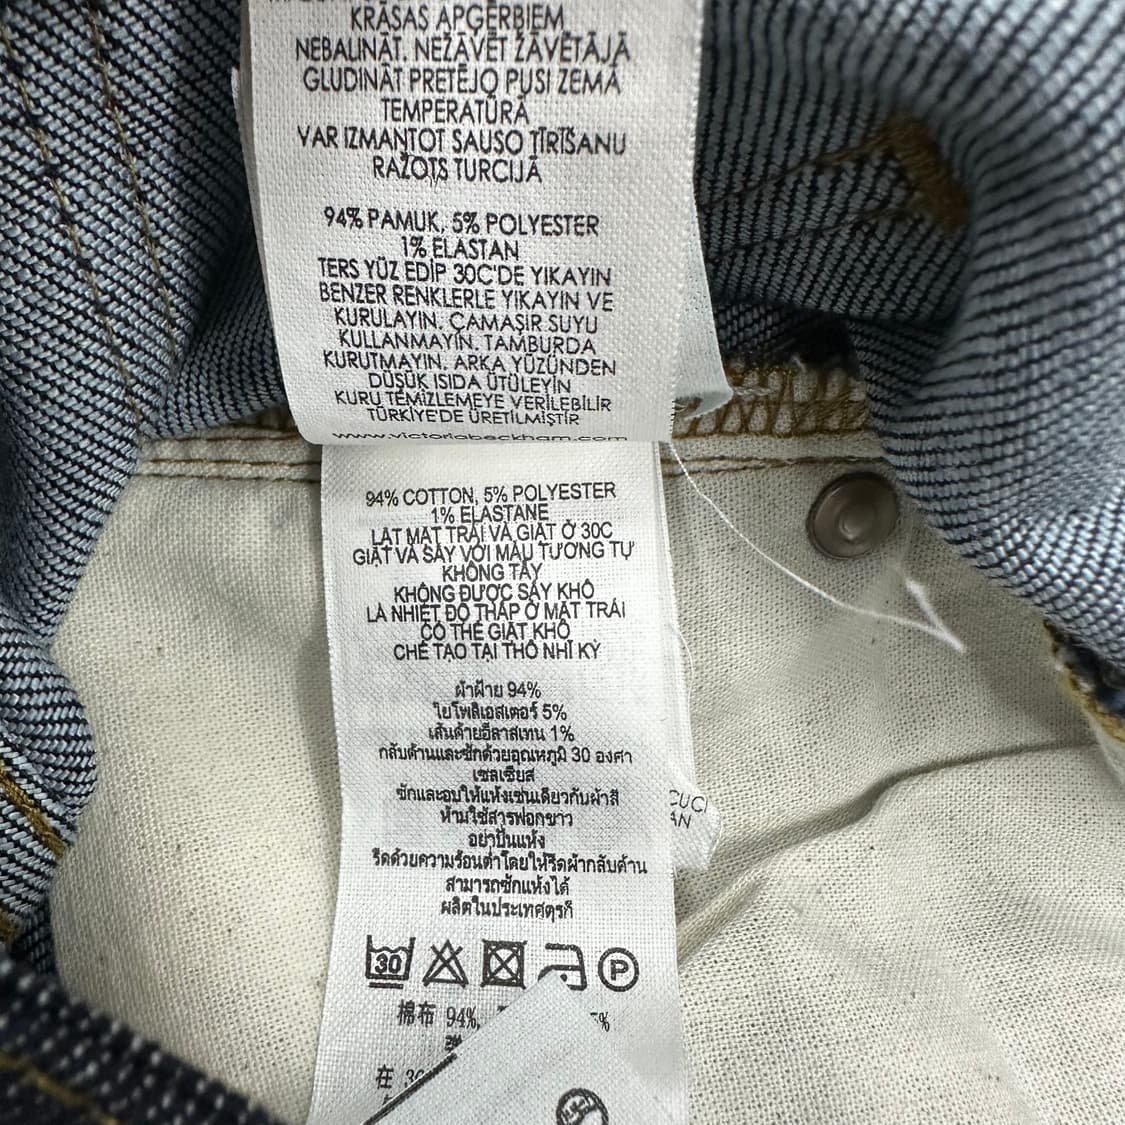 KRĀSAS APĢĒRBIEM
NEBALINĀT. NEŽĀVĒT ŽĀVĒTĀJĀ
GLUDINĀT PRETĒJO PUSI ZEMĀ
TEMPERATŪRĀ
VAR IZMANTOT SAUSO TĪRĪŠANU
RAŽOTS TURCIJĀ
94% PAMUK, 5% POLYESTER
1% ELASTAN
TERS YÜZ EDİP 30C'DE YIKAYIN
BENZER RENKLERLE YIKAYIN VE
KURULAYIN. ÇAMAŞIR SUYU
KULLANMAYIN. TAMBURDA
KURUTMAYIN. ARKA YÜZÜNDEN
DÜŞÜK ISIDA ÜTÜLEYİN
KURU TEMİZLEMEYE VERİLEBİLİR
TÜRKİYE'DE ÜRETİLMİŞTİR
www.victoriabeckham.com
94% COTTON, 5% POLYESTER
1% ELASTANE
LẬT MẶT TRÁI VÀ GIẶT Ở 30C
GIẶT VÀ SẤY VỚI MÀU TƯƠNG TỰ
KHÔNG TẨY
KHÔNG ĐƯỢC SẤY KHÔ
LÀ NHIỆT ĐỘ THẤP Ở MẶT TRÁI
CÓ THỂ GIẶT KHÔ
CHẾ TẠO TẠI THỔ NHĨ KỲ
ผ้าฝ้าย 94%
ใยโพลิเอสเตอร์ 5%
เส้นด้ายอีลาสเทน 1%
กลับด้านและซักด้วยอุณหภูมิ 30 องศา
เซลเซียส
ซักและอบให้แห้งเช่นเดียวกับผ้าสี
ห้ามใช้สารฟอกขาว
อย่าปั่นแห้ง
รีดด้วยความร้อนต่ำโดยให้รีดผ้ากลับด้าน
สามารถซักแห้งได้
ผลิตในประเทศตุรกี
30 P
棉布 94%, 5%
在 30